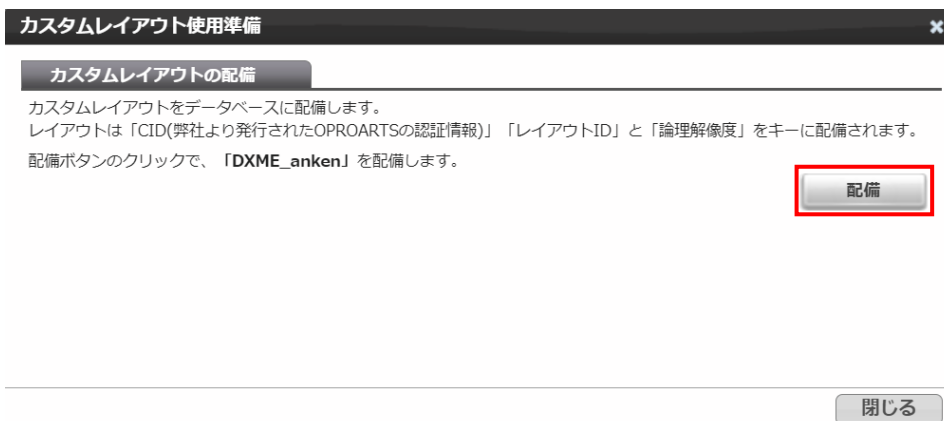 カスタムレイアウト使用準備
カスタムレイアウトの配備
カスタムレイアウトをデータベースに配備します。
レイアウトは「CID(弊社より発行されたOPROARTSの認証情報)」「レイアウトID」と「論理解像度」をキーに配備されます。
配備ボタンのクリックで、「DXME_anken」を配備します。
配備
閉じる